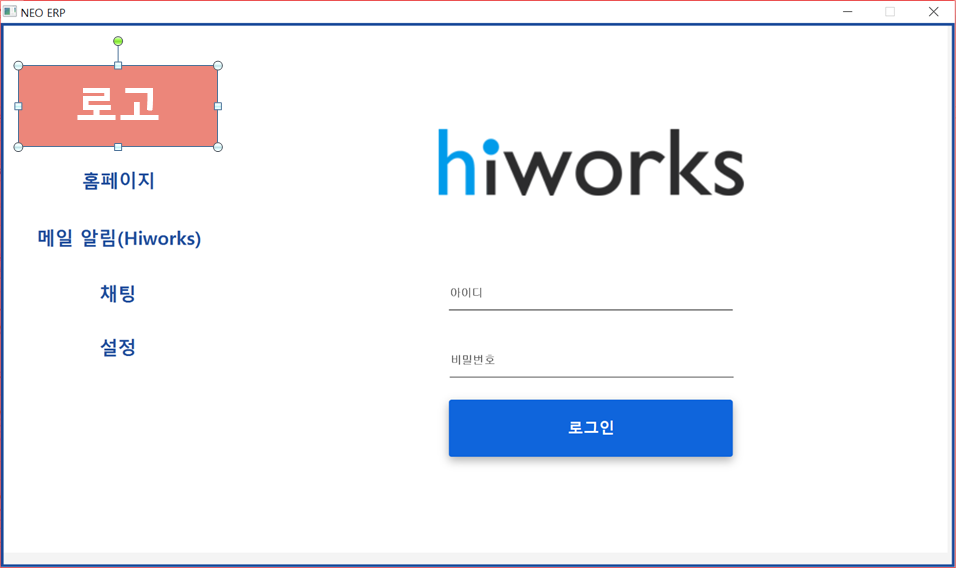 NEO ERP
로고
홈페이지
메일 알림(Hiworks)
채팅
설정
hiworks
아이디
비밀번호
로그인